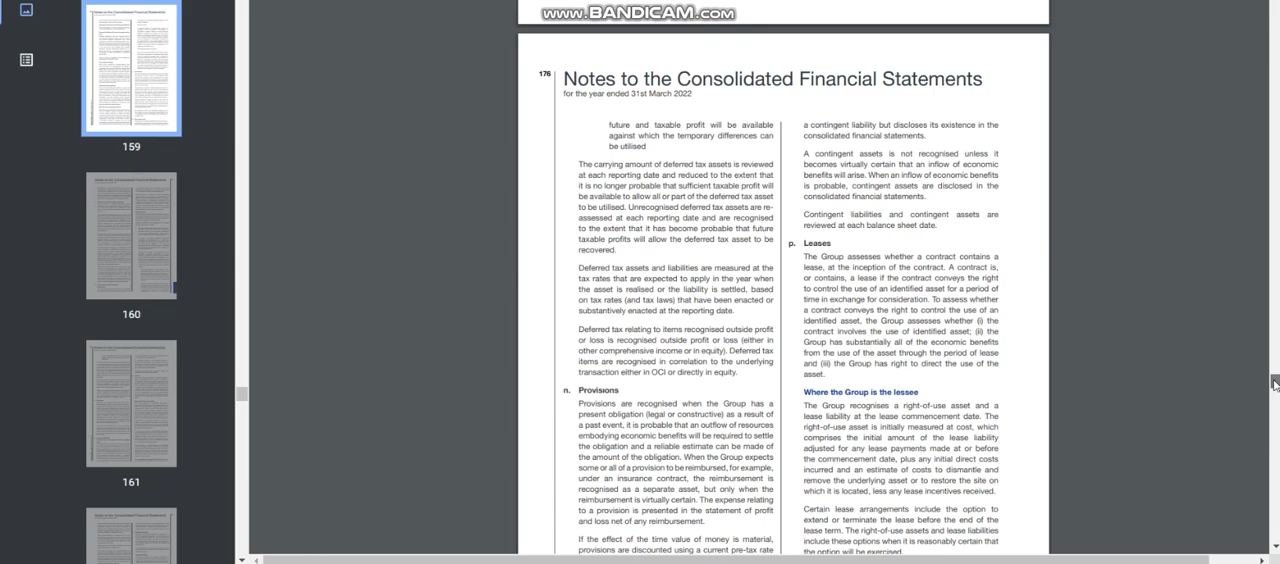 www.BANDICAM.com
159
160
161
176
Notes to the Consolidated Financial Statements
for the year ended 31st March 2022
future and taxable profit will be available
against which the temporary differences can
be utilised
The carrying amount of deferred tax assets is reviewed
at each reporting date and reduced to the extent that
it is no longer probable that sufficient taxable profit will
be available to allow all or part of the deferred tax asset
to be utilised. Unrecognised deferred tax assets are re-
assessed at each reporting date and are recognised
to the extent that it has become probable that future
taxable profits will allow the deferred tax asset to be
recovered.
Deferred tax assets and liabilities are measured at the
tax rates that are expected to apply in the year when
the asset is realised or the liability is settled, based
on tax rates (and tax laws) that have been enacted or
substantively enacted at the reporting date.
Deferred tax relating to items recognised outside profit
or loss is recognised outside profit or loss (either in
other comprehensive income or in equity). Deferred tax
items are recognised in correlation to the underlying
transaction either in OCI or directly in equity.
n. Provisions
Provisions are recognised when the Group has a
present obligation (legal or constructive) as a result of
a past event, it is probable that an outflow of resources
embodying economic benefits will be required to settle
the obligation and a reliable estimate can be made of
the amount of the obligation. When the Group expects
some or all of a provision to be reimbursed, for example,
under an insurance contract, the reimbursement is
recognised as a separate asset, but only when the
reimbursement is virtually certain. The expense relating
to a provision is presented in the statement of profit
and loss net of any reimbursement.
If the effect of the time value of money is material,
provisions are discounted using a current pre-tax rate
a contingent liability but discloses its existence in the
consolidated financial statements.
A contingent assets is not recognised unless it
becomes virtually certain that an inflow of economic
benefits will arise. When an inflow of economic benefits
is probable, contingent assets are disclosed in the
consolidated financial statements.
Contingent liabilities and contingent assets are
reviewed at each balance sheet date.
p. Leases
The Group assesses whether a contract contains a
lease, at the inception of the contract. A contract is,
or contains, a lease if the contract conveys the right
to control the use of an identified asset for a period of
time in exchange for consideration. To assess whether
a contract conveys the right to control the use of an
identified asset, the Group assesses whether (i) the
contract involves the use of identified asset; (ii) the
Group has substantially all of the economic benefits
from the use of the asset through the period of lease
and (iii) the Group has right to direct the use of the
asset.
Where the Group is the lessee
The Group recognises a right-of-use asset and a
lease liability at the lease commencement date. The
right-of-use asset is initially measured at cost, which
comprises the initial amount of the lease liability
adjusted for any lease payments made at or before
the commencement date, plus any initial direct costs
incurred and an estimate of costs to dismantle and
remove the underlying asset or to restore the site on
which it is located, less any lease incentives received.
Certain lease arrangements include the option to
extend or terminate the lease before the end of the
lease term. The right-of-use assets and lease liabilities
include these options when it is reasonably certain that
the option will be exercised.